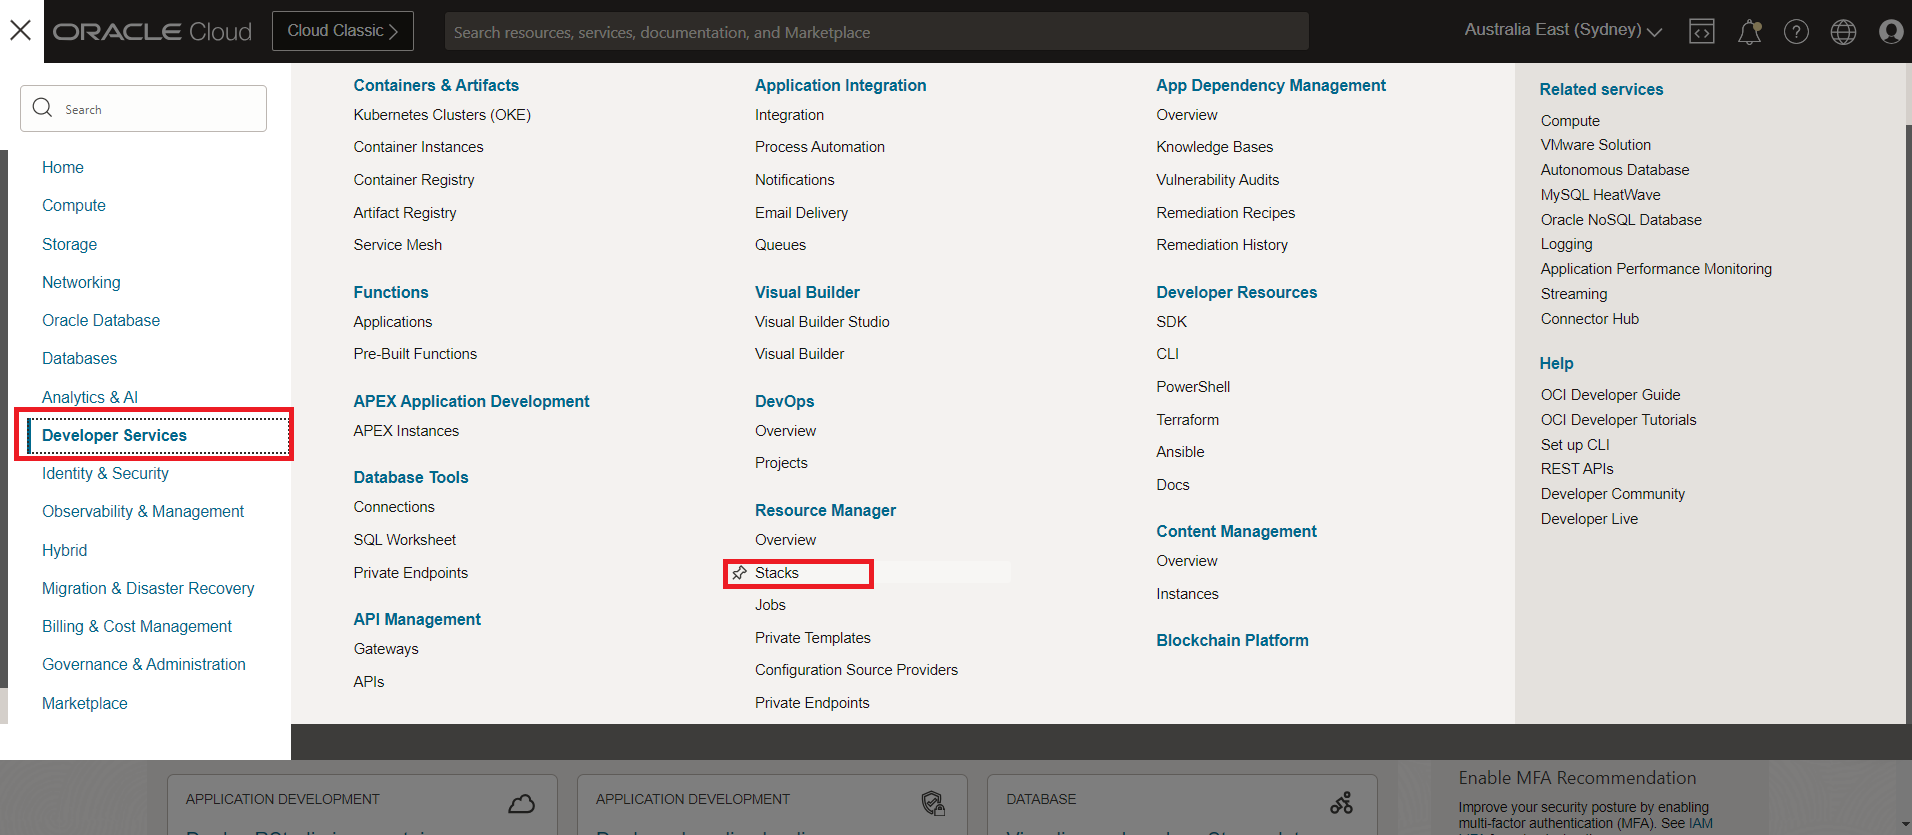 ORACLE Cloud
Cloud Classic
Search resources, services, documentation, and Marketplace
Australia East (Sydney)
Search
Home
Compute
Storage
Networking
Oracle Database
Databases
Analytics & AI
Developer Services
Identity & Security
Observability & Management
Hybrid
Migration & Disaster Recovery
Billing & Cost Management
Governance & Administration
Marketplace
Containers & Artifacts
Kubernetes Clusters (OKE)
Container Instances
Container Registry
Artifact Registry
Service Mesh
Functions
Applications
Pre-Built Functions
APEX Application Development
APEX Instances
Database Tools
Connections
SQL Worksheet
Private Endpoints
API Management
Gateways
APIs
Application Integration
Integration
Process Automation
Notifications
Email Delivery
Queues
Visual Builder
Visual Builder Studio
Visual Builder
DevOps
Overview
Projects
Resource Manager
Overview
Stacks
Jobs
Private Templates
Configuration Source Providers
Private Endpoints
App Dependency Management
Overview
Knowledge Bases
Vulnerability Audits
Remediation Recipes
Remediation History
Developer Resources
SDK
CLI
PowerShell
Terraform
Ansible
Docs
Content Management
Overview
Instances
Blockchain Platform
Related services
Compute
VMware Solution
Autonomous Database
MySQL HeatWave
Oracle NoSQL Database
Logging
Application Performance Monitoring
Streaming
Connector Hub
Help
OCI Developer Guide
OCI Developer Tutorials
Set up CLI
REST APIs
Developer Community
Developer Live
APPLICATION DEVELOPMENT
APPLICATION DEVELOPMENT
DATABASE
Enable MFA Recommendation
Improve your security posture by enabling
multi-factor authentication (MFA). See IAM